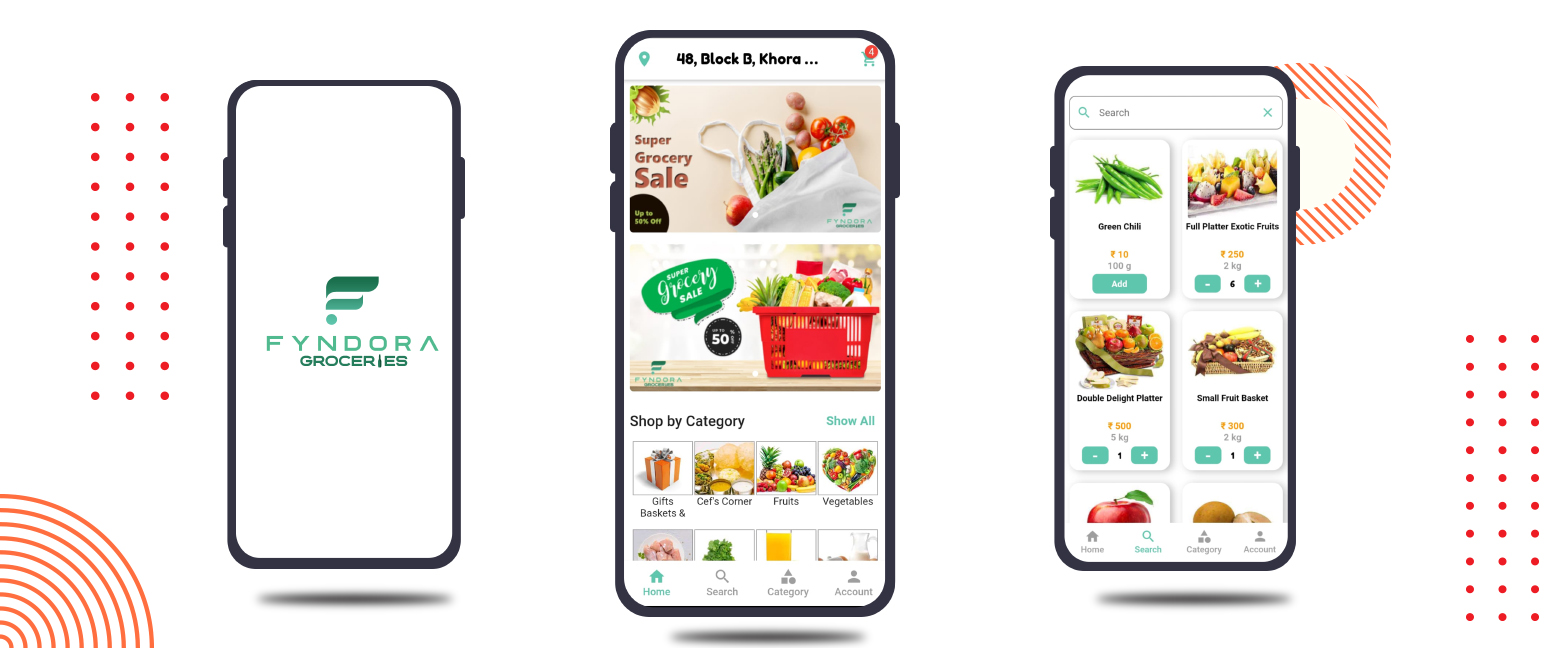 FYNDORA
GROCERIES
48, Block B, Khora ...
4
Super
Grocery
Sale
Up to
50% Off
FYNDORA
GROCERIES
SUPER
Grocery
SALE
UP TO
50 % OFF
FYNDORA
GROCERIES
Shop by Category
Show All
Gifts
Baskets &
Cef's Corner
Fruits
Vegetables
Home
Search
Category
Account
Search
Green Chili
₹ 10
100 g
Add
Full Platter Exotic Fruits
₹ 250
2 kg
- 6 +
Double Delight Platter
₹ 500
5 kg
- 1 +
Small Fruit Basket
₹ 300
2 kg
- 1 +
Home
Search
Category
Account